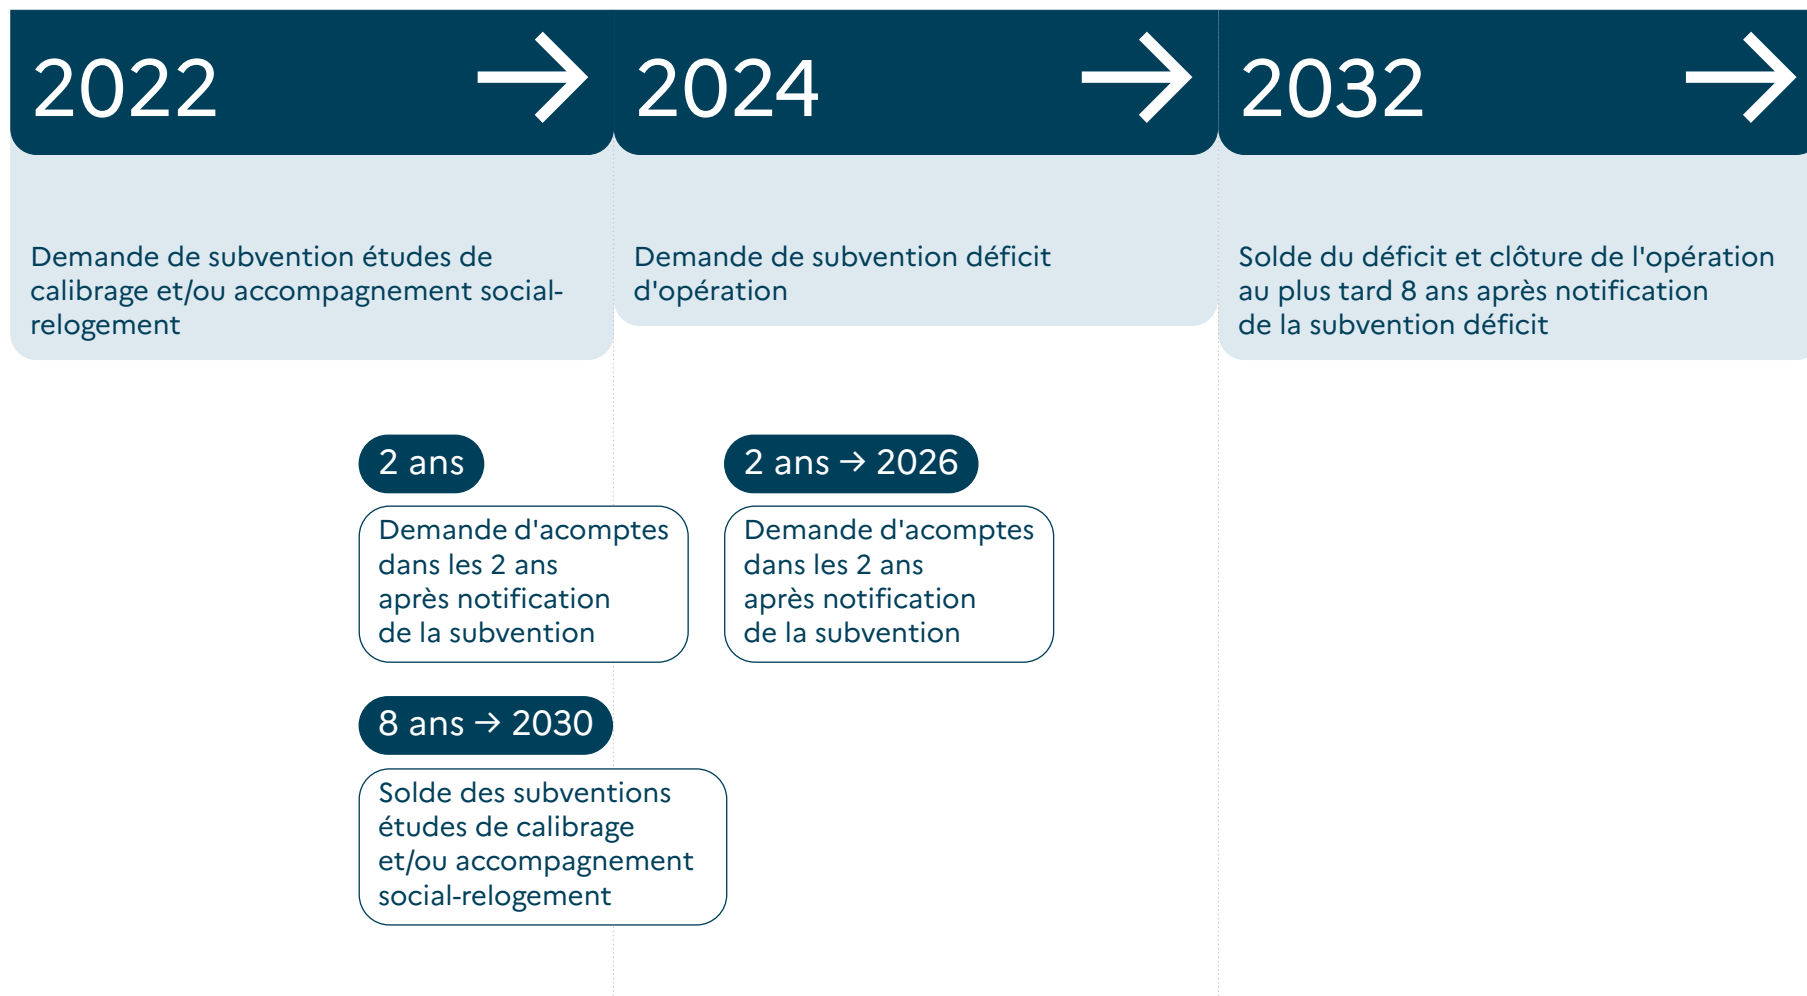 2022 →
Demande de subvention études de
calibrage et/ou accompagnement social-
relogement
2024 →
Demande de subvention déficit
d'opération
2032 →
Solde du déficit et clôture de l'opération
au plus tard 8 ans après notification
de la subvention déficit
2 ans
Demande d'acomptes
dans les 2 ans
après notification
de la subvention
2 ans → 2026
Demande d'acomptes
dans les 2 ans
après notification
de la subvention
8 ans → 2030
Solde des subventions
études de calibrage
et/ou accompagnement
social-relogement